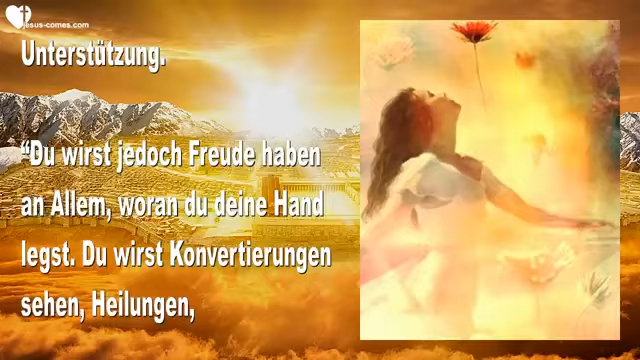 jesus-comes.com
Unterstützung.
“Du wirst jedoch Freude haben
an Allem, woran du deine Hand
legst. Du wirst Konvertierungen
sehen, Heilungen,